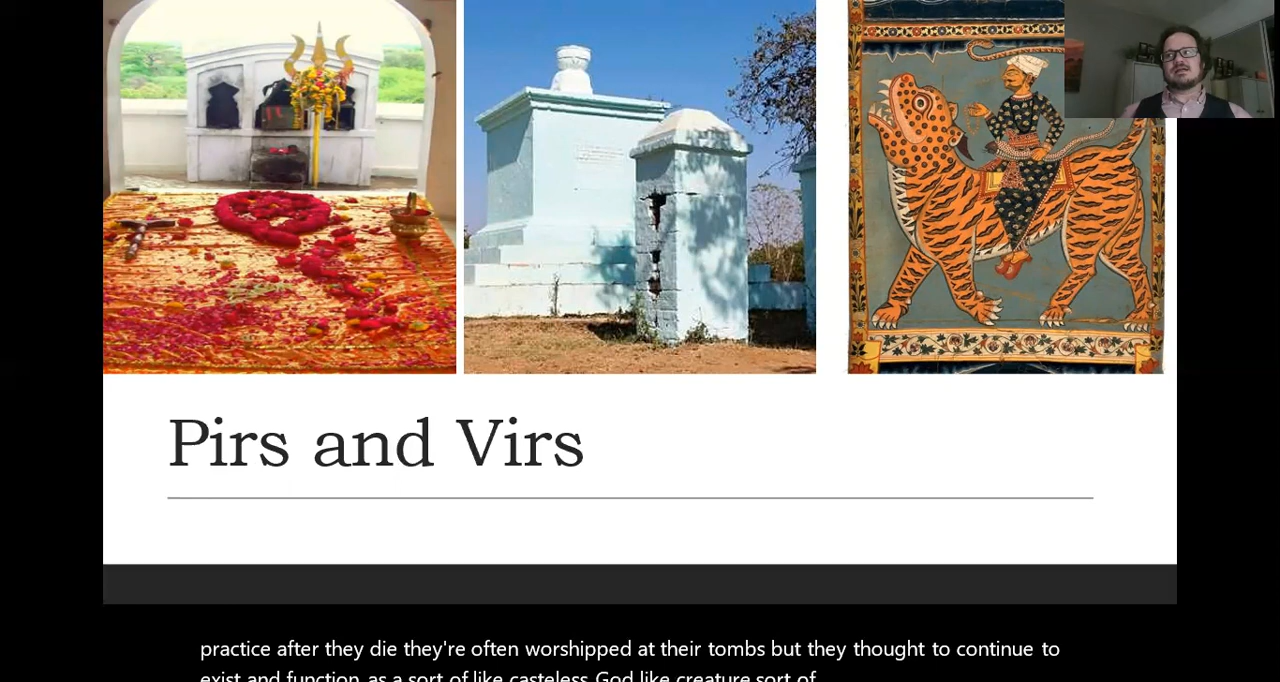 Pirs and Virs
practice after they die they're often worshipped at their tombs but they thought to continue to
exist and function as a sort of like casteless God like creature sort of